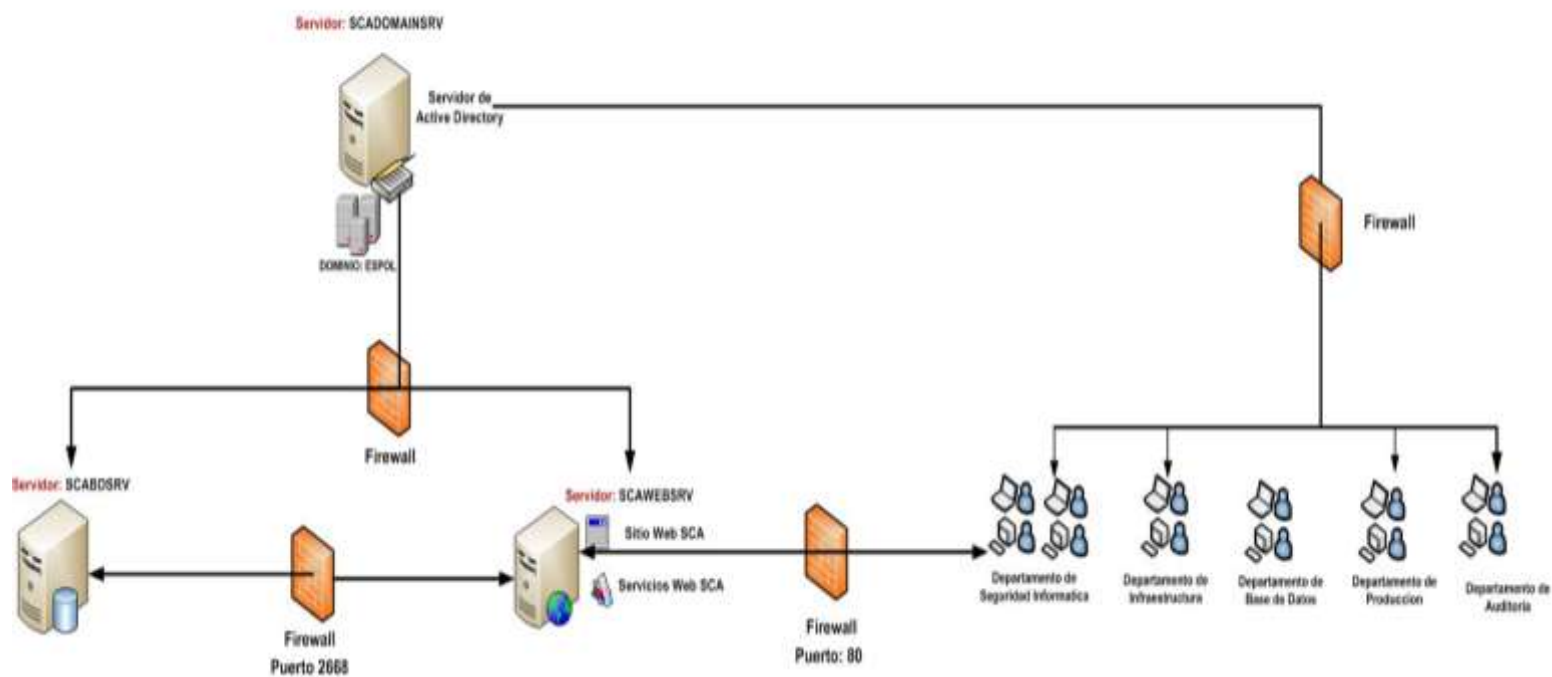 Servidor: SCADOMAINSRV
Servidor de
Active Directory
DOMINIO: ESPOL
Firewall
Firewall
Servidor: SCABDSRV
Servidor: SCAWEBSRV
Sitio Web SCA
Servicios Web SCA
Firewall
Puerto 2668
Firewall
Puerto: 80
Departamento de
Seguridad Informatica
Departamento de
Infraestructura
Departamento de
Base de Datos
Departamento de
Produccion
Departamento de
Auditoria